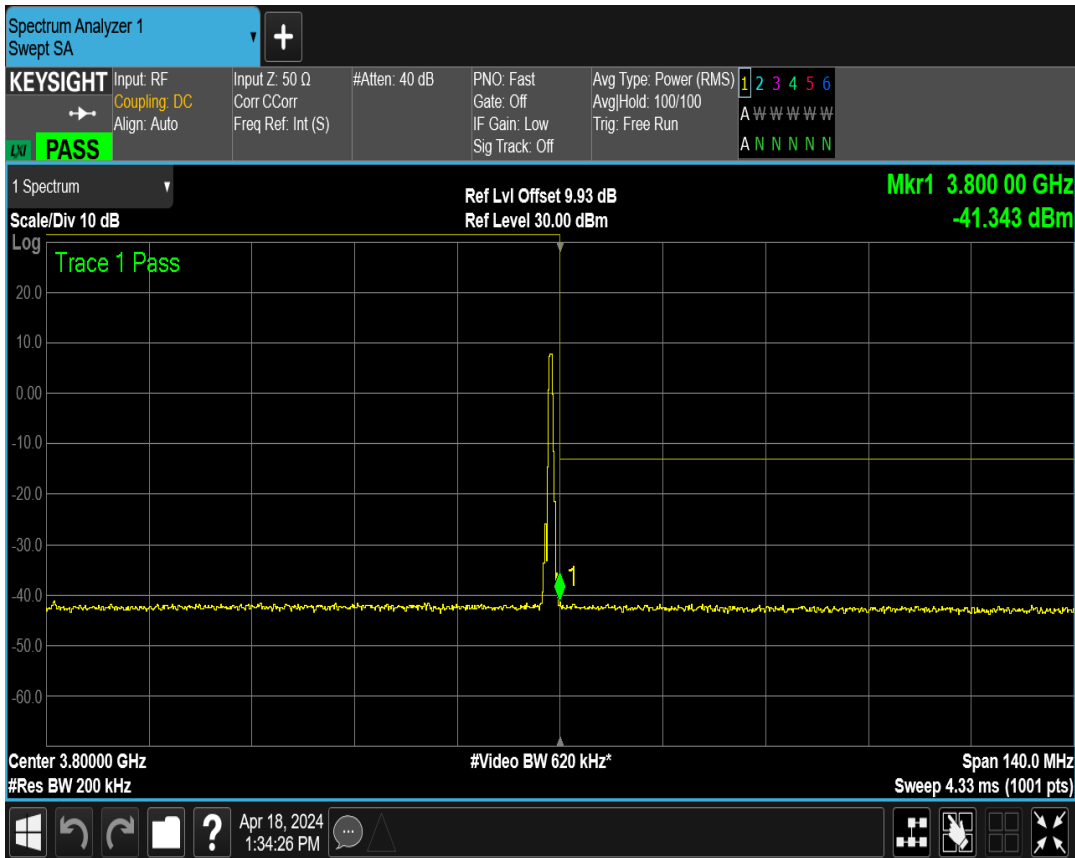 Spectrum Analyzer 1
Swept SA
+
KEYSIGHT
LXI PASS
Input: RF
Coupling: DC
Align: Auto
Input Z: 50 Ω
Corr CCorr
Freq Ref: Int (S)
#Atten: 40 dB
PNO: Fast
Gate: Off
IF Gain: Low
Sig Track: Off
Avg Type: Power (RMS)
Avg|Hold: 100/100
Trig: Free Run
1 2 3 4 5 6
A W W W W W
A N N N N N
1 Spectrum
Scale/Div 10 dB
Ref Lvl Offset 9.93 dB
Ref Level 30.00 dBm
Mkr1 3.800 00 GHz
-41.343 dBm
Log
Trace 1 Pass
20.0
10.0
0.00
-10.0
-20.0
-30.0
-40.0
-50.0
-60.0
1
Center 3.80000 GHz
#Res BW 200 kHz
#Video BW 620 kHz*
Span 140.0 MHz
Sweep 4.33 ms (1001 pts)
?
Apr 18, 2024
1:34:26 PM